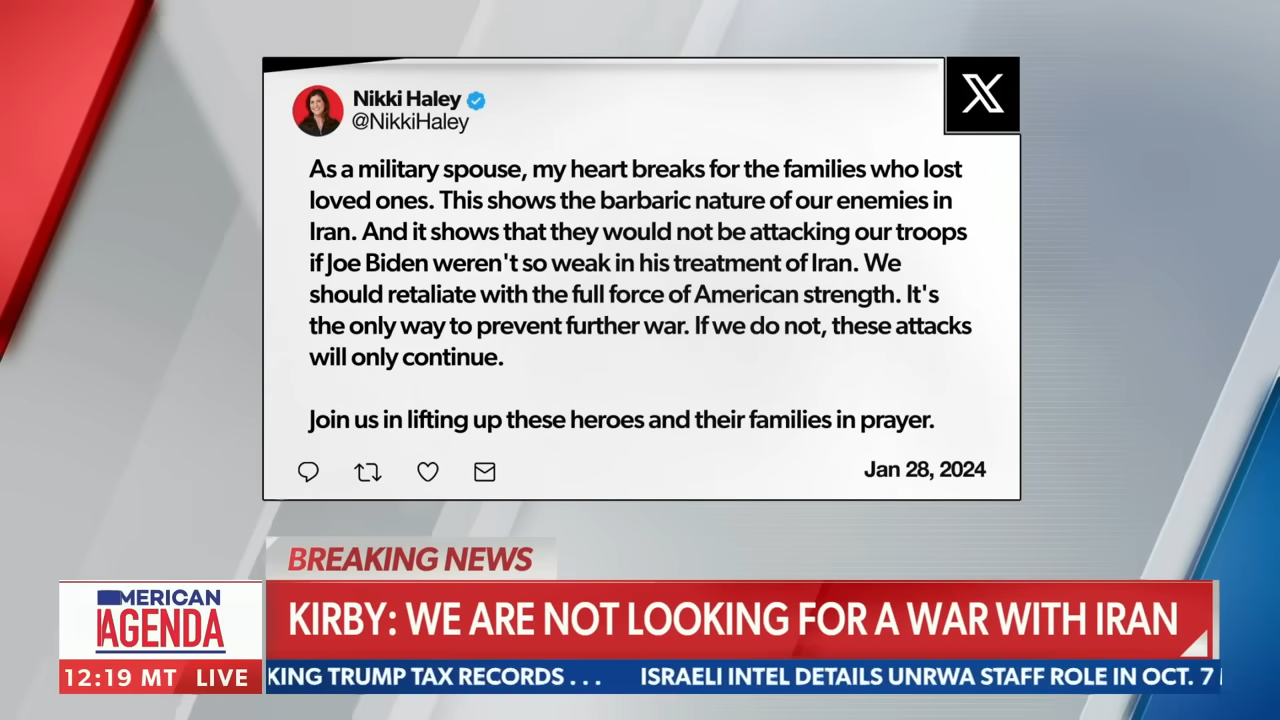 Nikki Haley
@NikkiHaley
As a military spouse, my heart breaks for the families who lost
loved ones. This shows the barbaric nature of our enemies in
Iran. And it shows that they would not be attacking our troops
if Joe Biden weren't so weak in his treatment of Iran. We
should retaliate with the full force of American strength. It's
the only way to prevent further war. If we do not, these attacks
will only continue.
Join us in lifting up these heroes and their families in prayer.
Jan 28, 2024
BREAKING NEWS
KIRBY: WE ARE NOT LOOKING FOR A WAR WITH IRAN
MERICAN
AGENDA
12:19 MT LIVE
KING TRUMP TAX RECORDS . . . ISRAELI INTEL DETAILS UNRWA STAFF ROLE IN OCT. 7